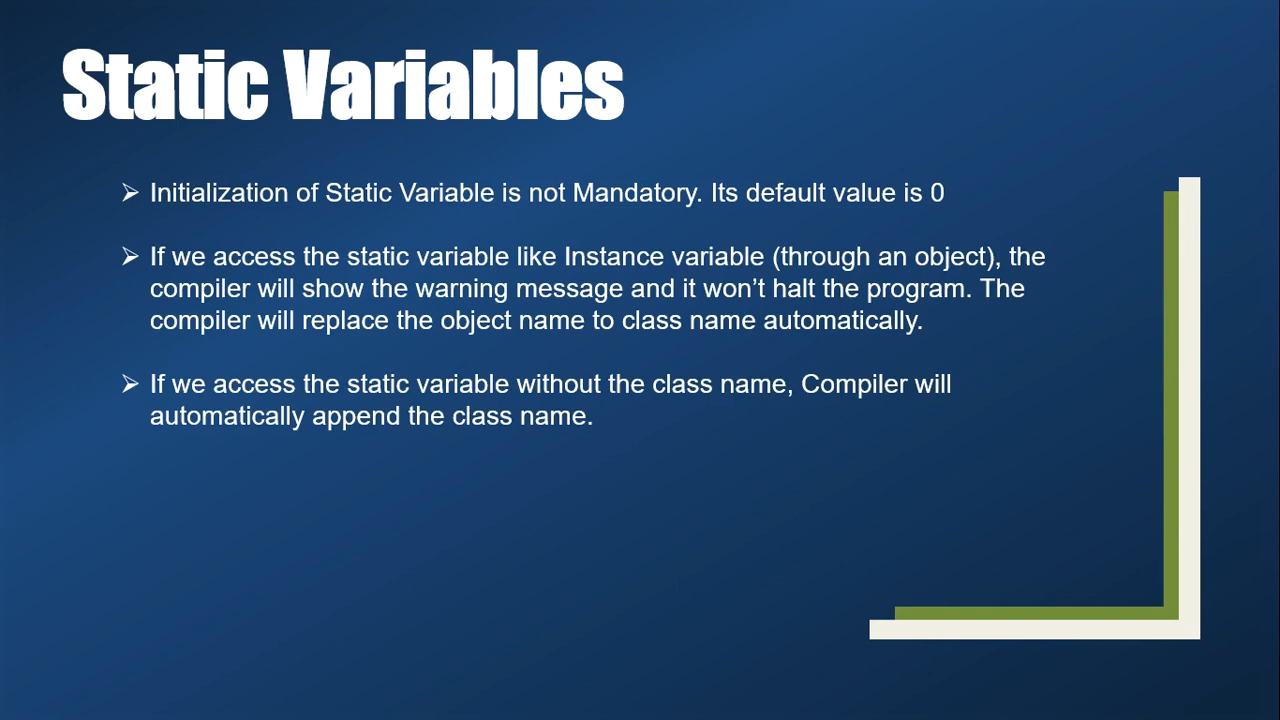 Static Variables
➢ Initialization of Static Variable is not Mandatory. Its default value is 0
➢ If we access the static variable like Instance variable (through an object), the
compiler will show the warning message and it won’t halt the program. The
compiler will replace the object name to class name automatically.
➢ If we access the static variable without the class name, Compiler will
automatically append the class name.